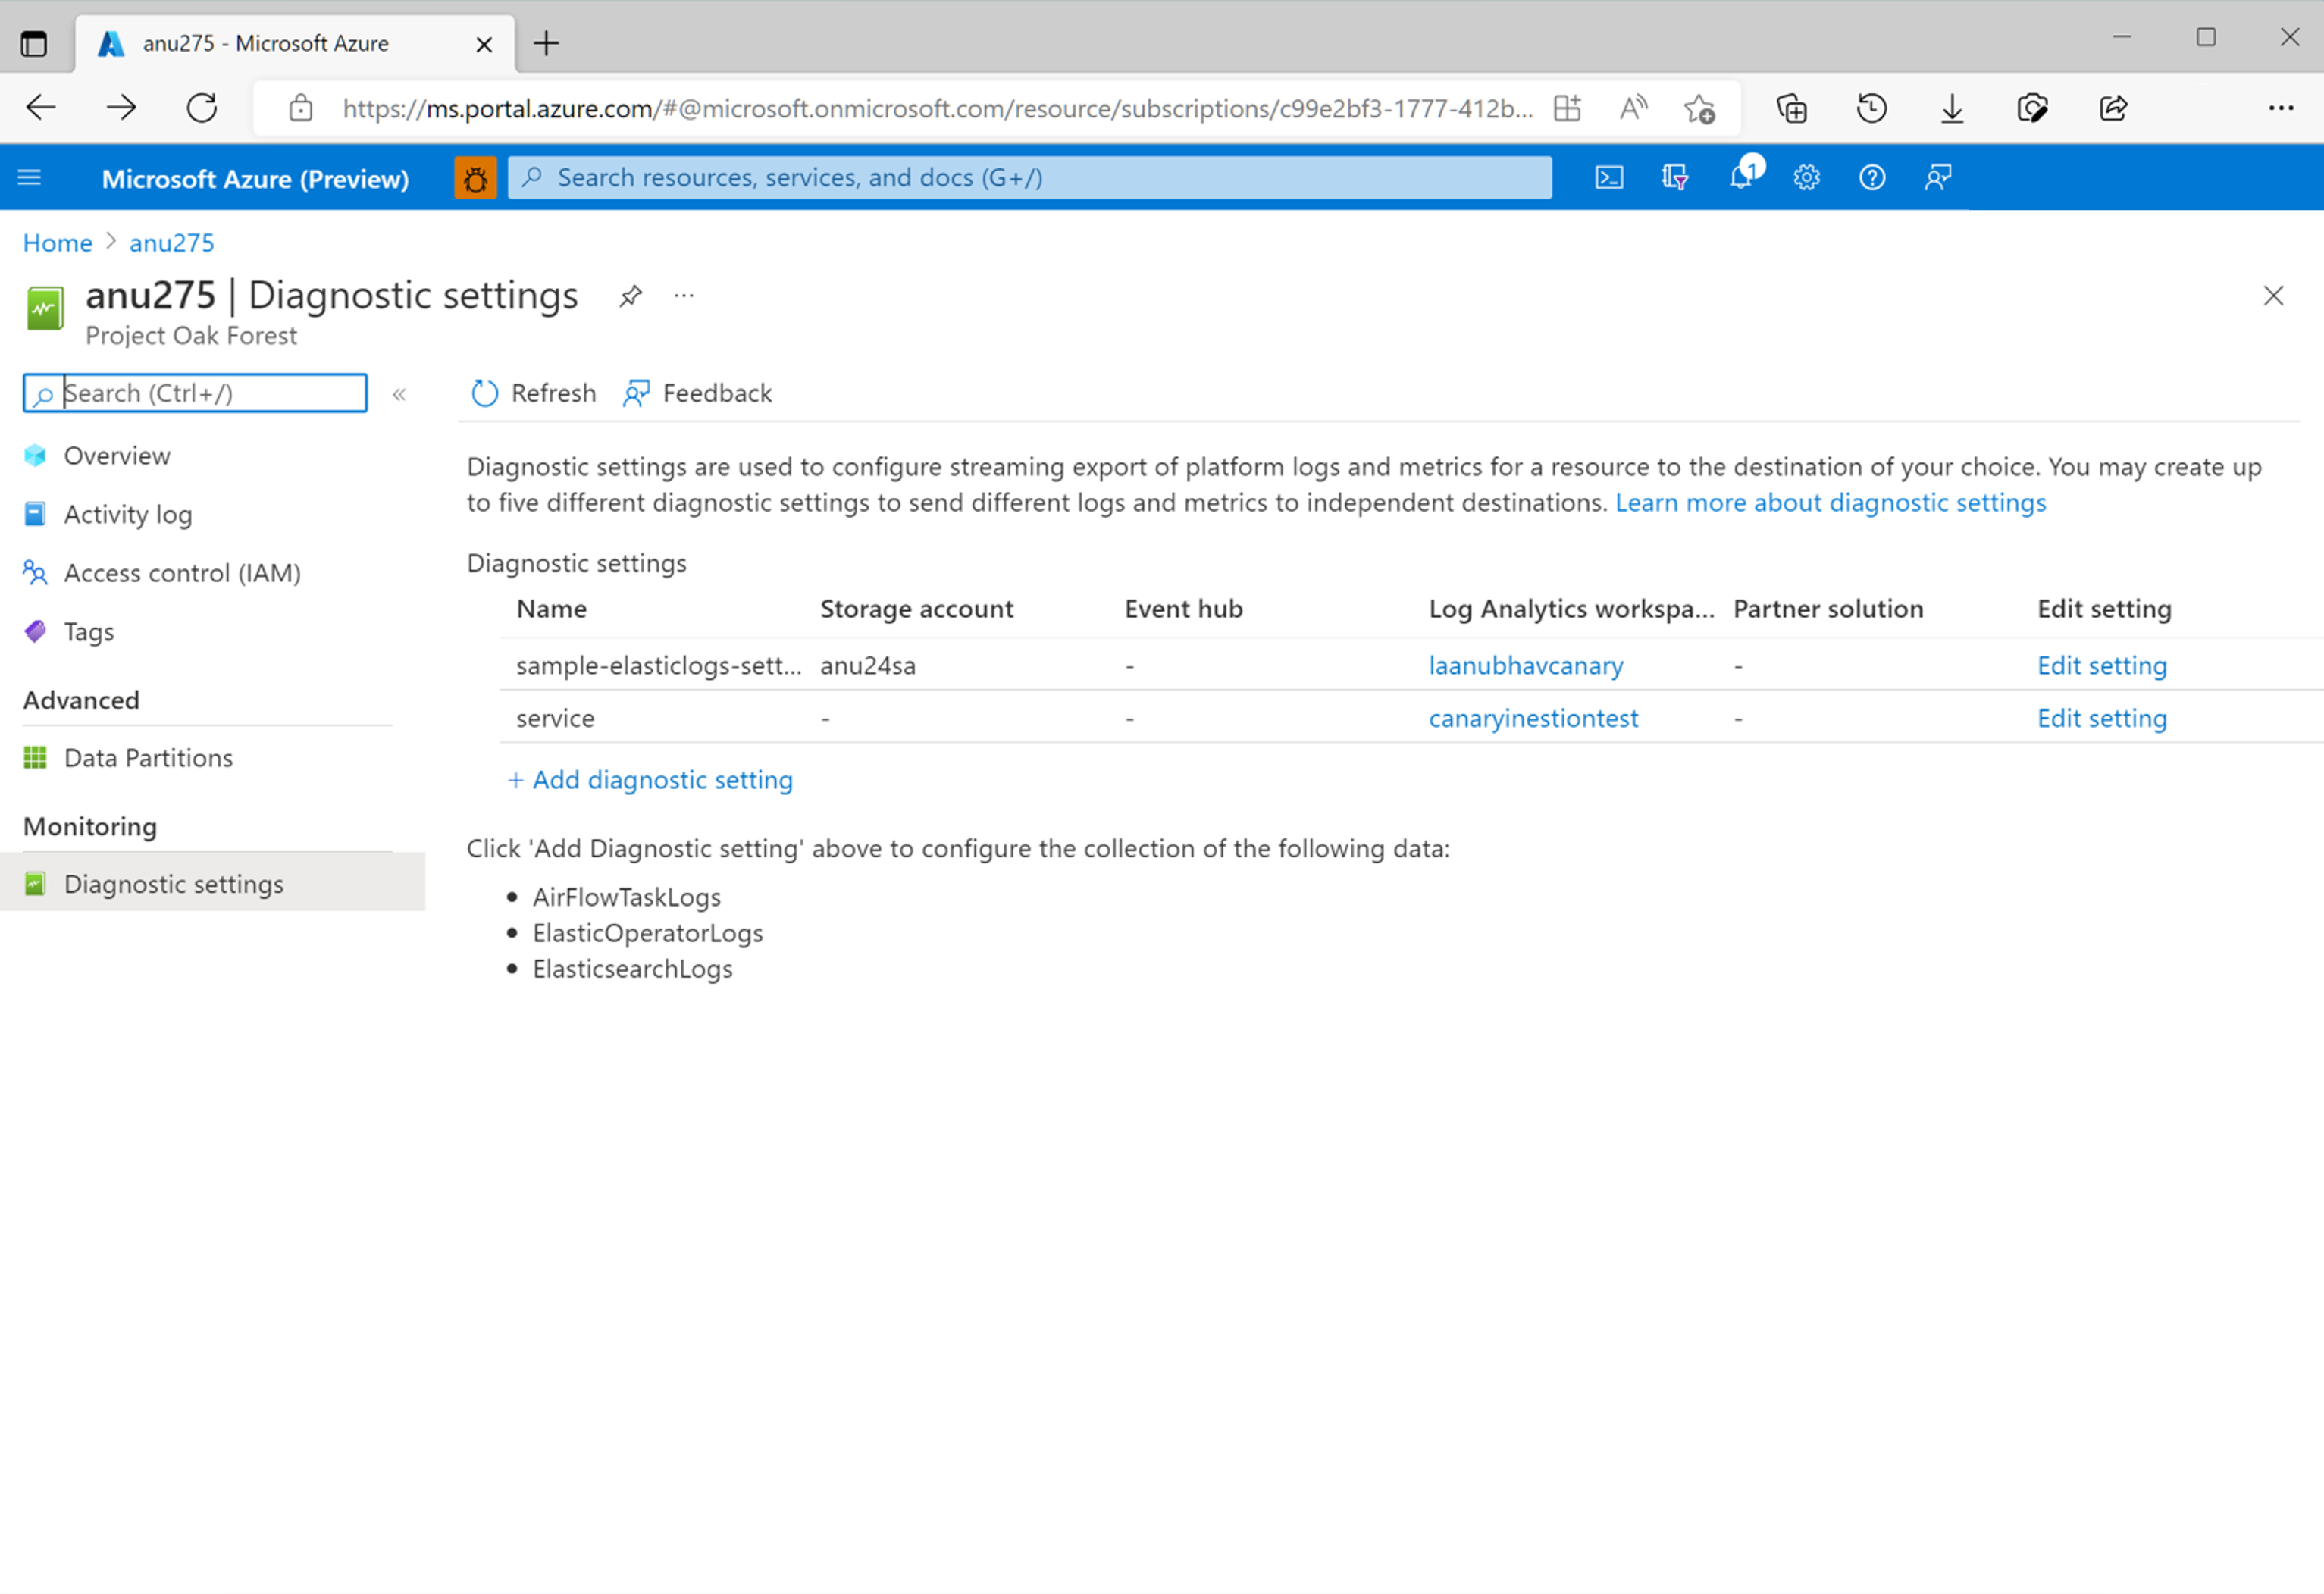 anu275 - Microsoft Azure
https://ms.portal.azure.com/#@microsoft.onmicrosoft.com/resource/subscriptions/c99e2bf3-1777-412b...
Microsoft Azure (Preview)
Search resources, services, and docs (G+/)
1
Home > anu275
anu275 | Diagnostic settings
Project Oak Forest
Search (Ctrl+/)
Overview
Activity log
Access control (IAM)
Tags
Advanced
Data Partitions
Monitoring
Diagnostic settings
Refresh Feedback
Diagnostic settings are used to configure streaming export of platform logs and metrics for a resource to the destination of your choice. You may create up
to five different diagnostic settings to send different logs and metrics to independent destinations. Learn more about diagnostic settings
Diagnostic settings
Name Storage account Event hub Log Analytics workspa... Partner solution Edit setting
sample-elasticlogs-sett... anu24sa - laanubhavcanary - Edit setting
service - - canaryinestiontest - Edit setting
+ Add diagnostic setting
Click 'Add Diagnostic setting' above to configure the collection of the following data:
• AirFlowTaskLogs
• ElasticOperatorLogs
• ElasticsearchLogs